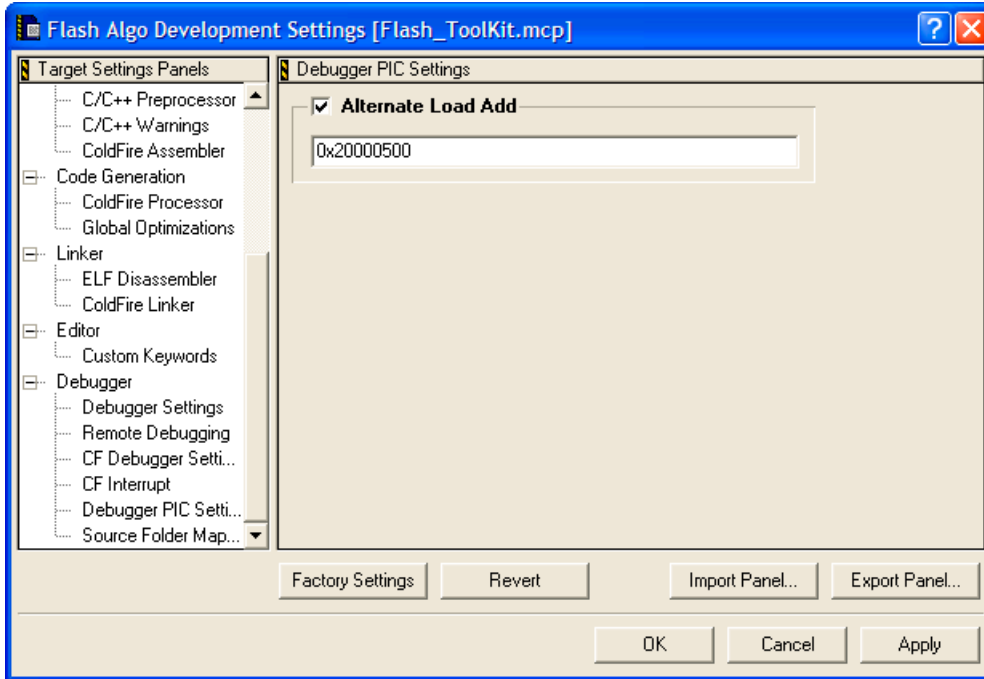 Flash Algo Development Settings [Flash_ToolKit.mcp]
Target Settings Panels
C/C++ Preprocessor
C/C++ Warnings
ColdFire Assembler
Code Generation
ColdFire Processor
Global Optimizations
Linker
ELF Disassembler
ColdFire Linker
Editor
Custom Keywords
Debugger
Debugger Settings
Remote Debugging
CF Debugger Setti...
CF Interrupt
Debugger PIC Setti...
Source Folder Map...
Debugger PIC Settings
Alternate Load Add
0x20000500
Factory Settings
Revert
Import Panel...
Export Panel...
OK
Cancel
Apply